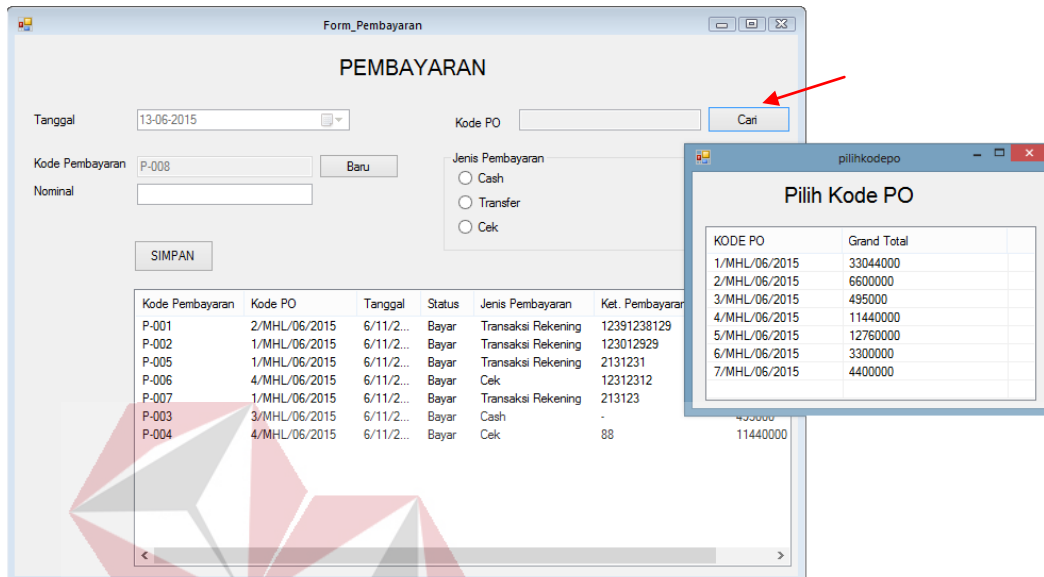 Form_Pembayaran
PEMBAYARAN
Tanggal 13-06-2015 Kode PO Cari
Kode Pembayaran P-008 Baru
Nominal
Jenis Pembayaran
Cash
Transfer
Cek
SIMPAN
Kode Pembayaran Kode PO Tanggal Status Jenis Pembayaran Ket. Pembayaran
P-001 2/MHL/06/2015 6/11/2... Bayar Transaksi Rekening 12391238129
P-002 1/MHL/06/2015 6/11/2... Bayar Transaksi Rekening 123012929
P-005 1/MHL/06/2015 6/11/2... Bayar Transaksi Rekening 2131231
P-006 4/MHL/06/2015 6/11/2... Bayar Cek 12312312
P-007 1/MHL/06/2015 6/11/2... Bayar Transaksi Rekening 213123
P-003 3/MHL/06/2015 6/11/2... Bayar Cash -
P-004 4/MHL/06/2015 6/11/2... Bayar Cek 88 11440000
pilihkodepo
Pilih Kode PO
KODE PO Grand Total
1/MHL/06/2015 33044000
2/MHL/06/2015 6600000
3/MHL/06/2015 495000
4/MHL/06/2015 11440000
5/MHL/06/2015 12760000
6/MHL/06/2015 3300000
7/MHL/06/2015 4400000